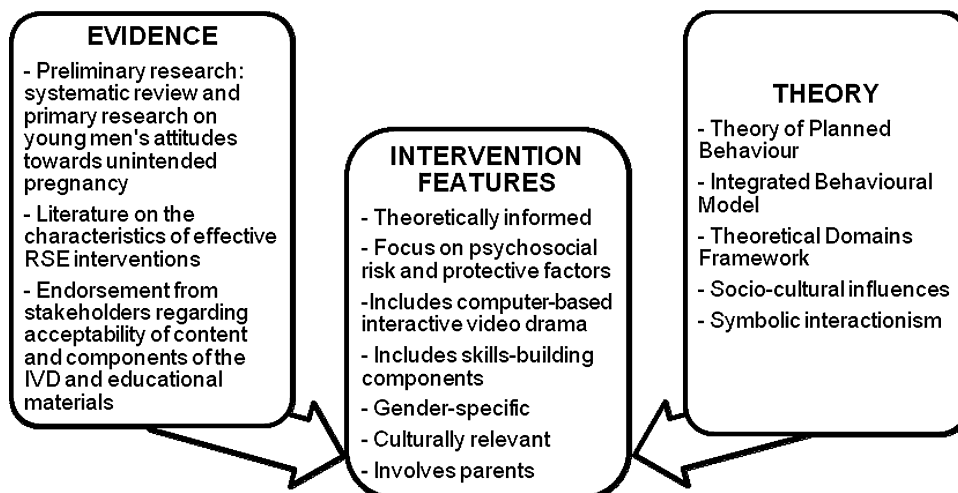 EVIDENCE
- Preliminary research:
systematic review and
primary research on
young men's attitudes
towards unintended
pregnancy
- Literature on the
characteristics of effective
RSE interventions
- Endorsement from
stakeholders regarding
acceptability of content
and components of the
IVD and educational
materials
INTERVENTION
FEATURES
- Theoretically informed
- Focus on psychosocial
risk and protective factors
-Includes computer-based
interactive video drama
- Includes skills-building
components
- Gender-specific
- Culturally relevant
- Involves parents
THEORY
- Theory of Planned
Behaviour
- Integrated Behavioural
Model
- Theoretical Domains
Framework
- Socio-cultural influences
- Symbolic interactionism